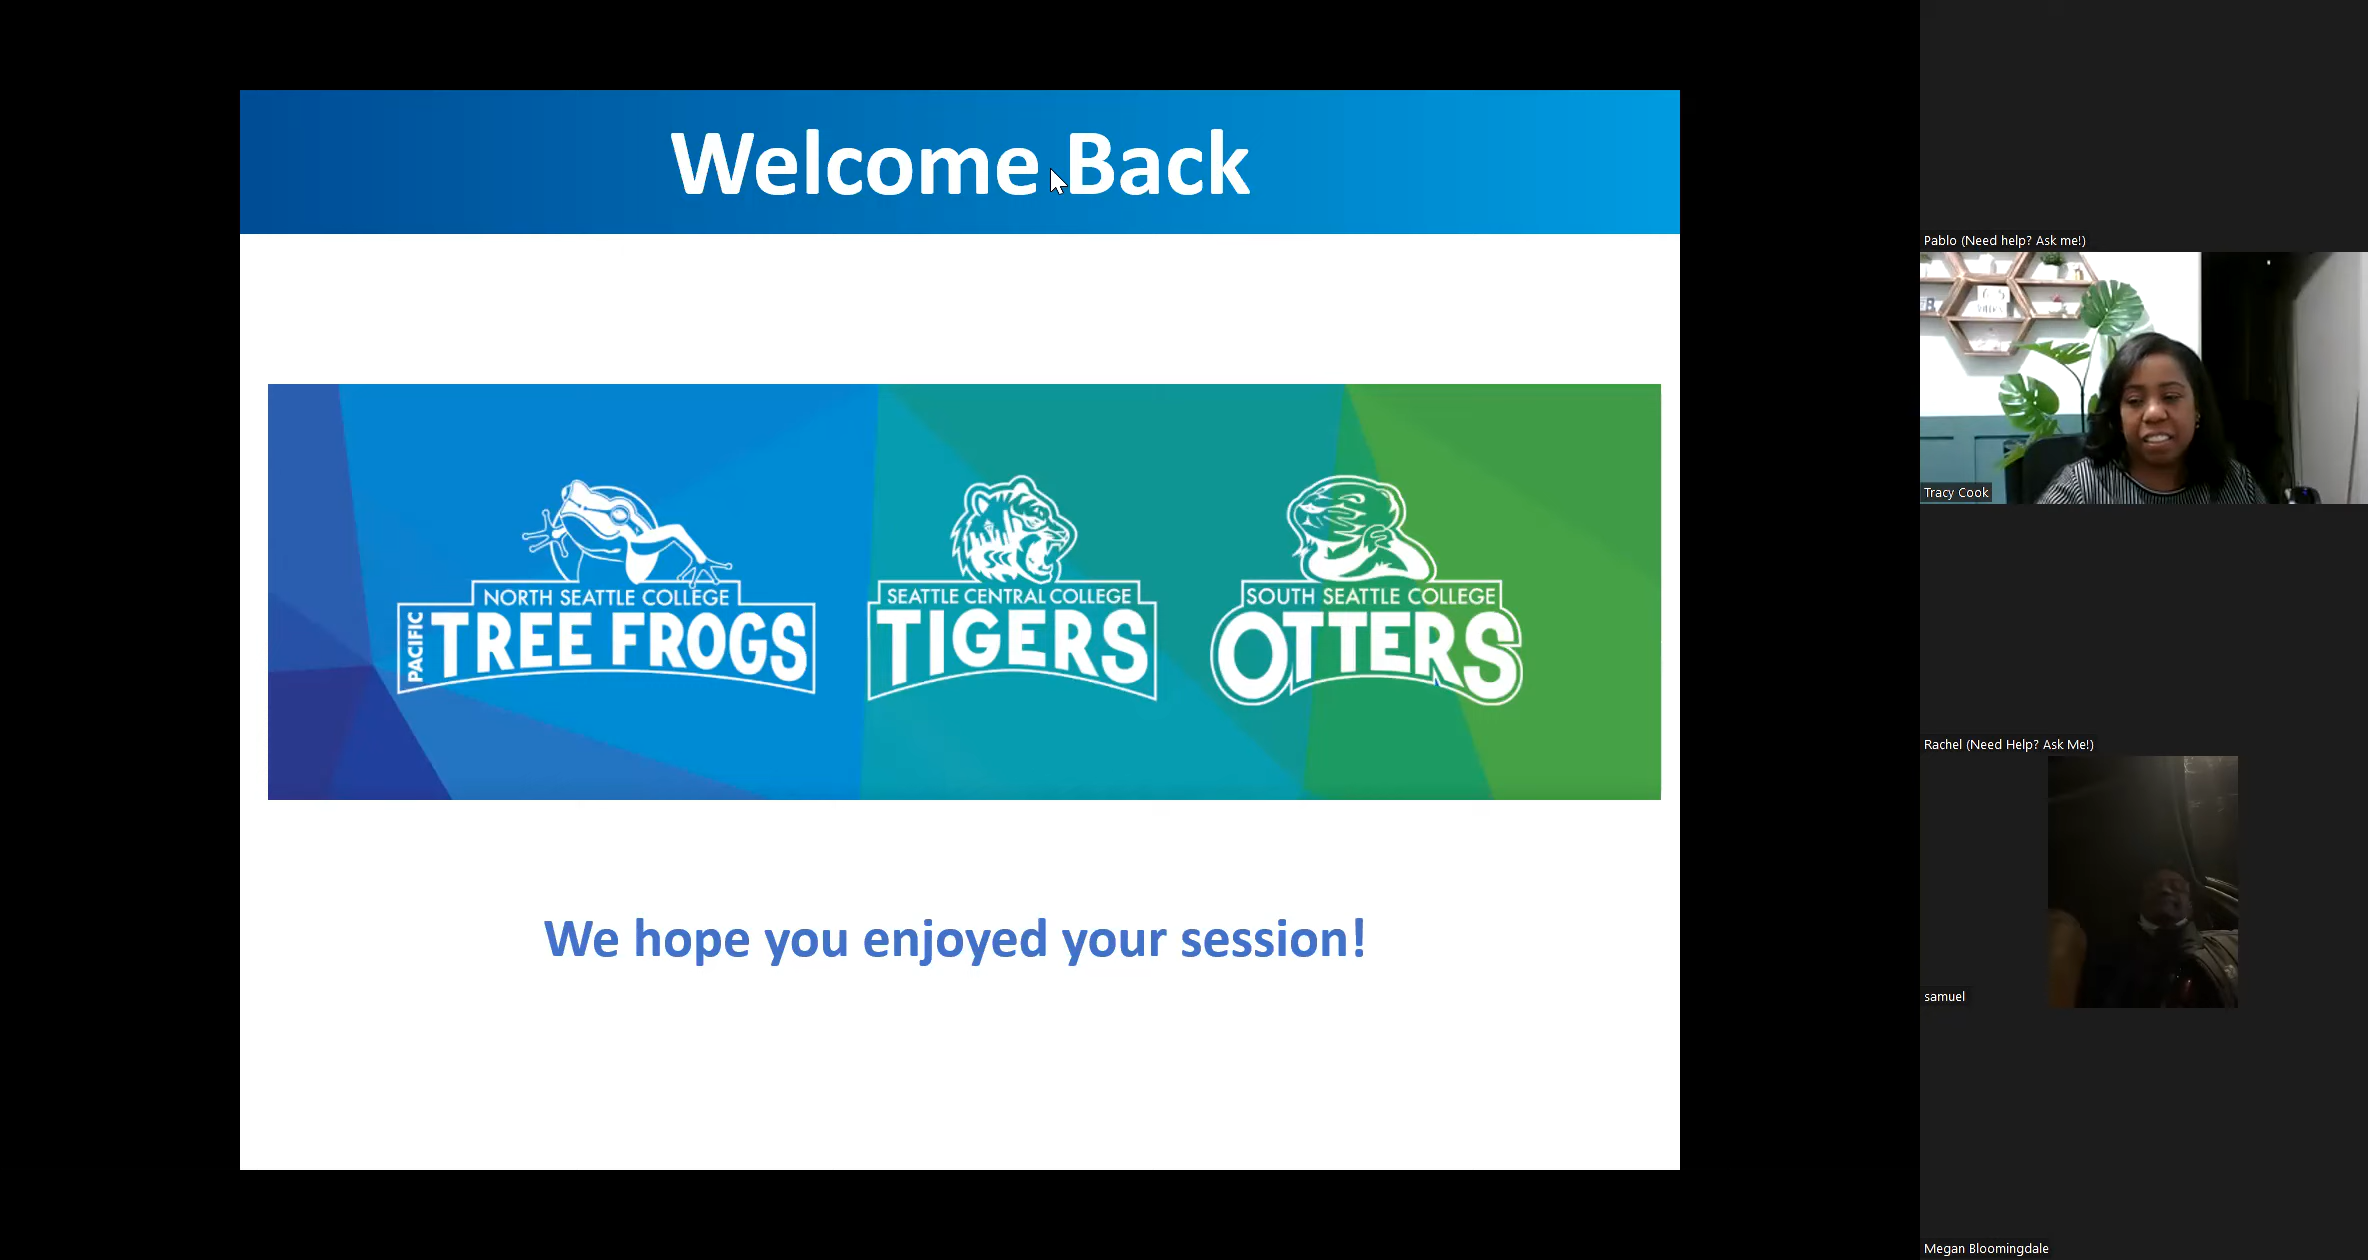 Welcome Back
NORTH SEATTLE COLLEGE
PACIFIC
TREE FROGS
SEATTLE CENTRAL COLLEGE
TIGERS
SOUTH SEATTLE COLLEGE
OTTERS
We hope you enjoyed your session!
Pablo (Need help? Ask me!)
Tracy Cook
Rachel (Need Help? Ask Me!)
samuel
Megan Bloomingdale